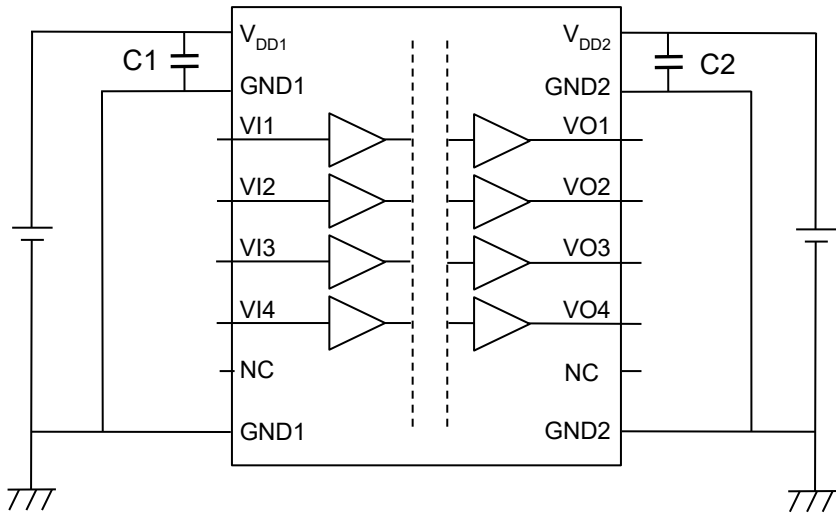 V_DD1
V_DD2
C1
C2
GND1
GND2
VI1
VO1
VI2
VO2
VI3
VO3
VI4
VO4
NC
NC
GND1
GND2